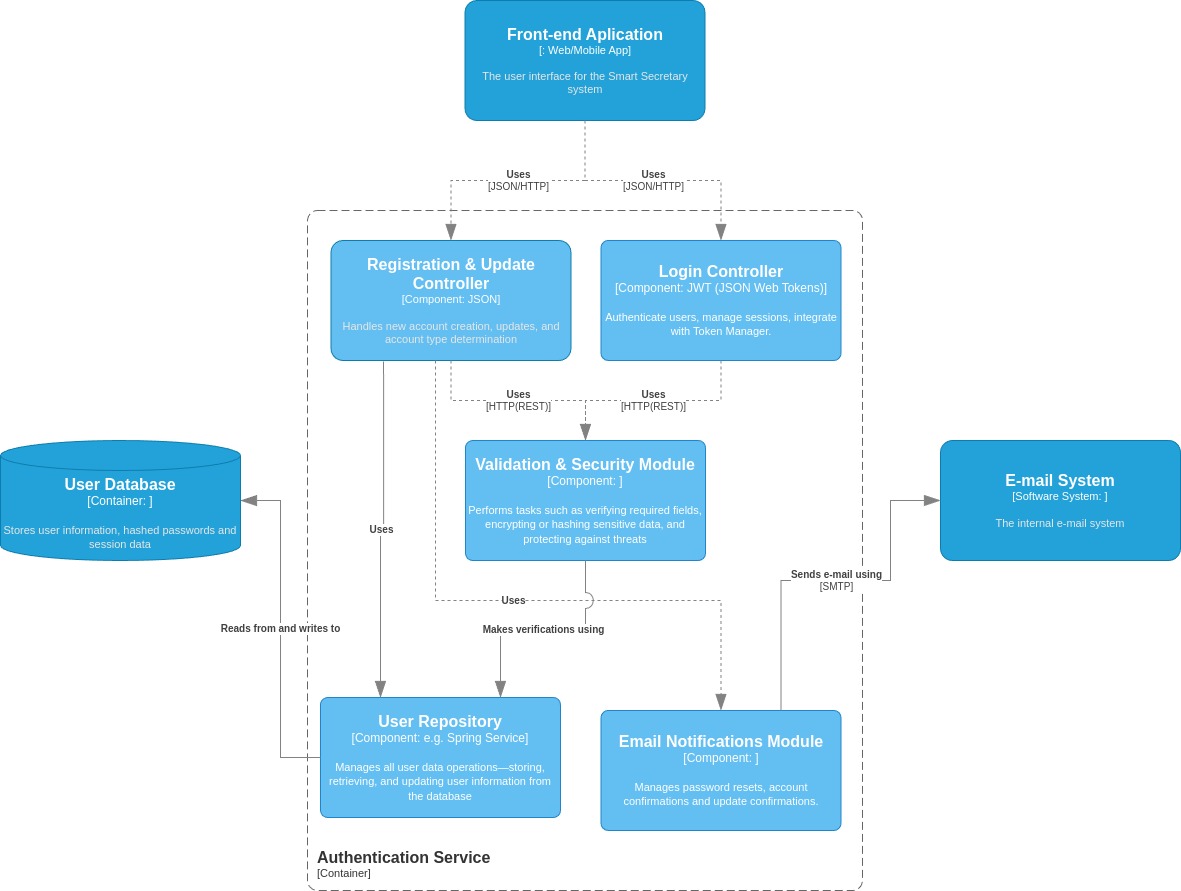 Front-end Aplication
[: Web/Mobile App]
The user interface for the Smart Secretary
system
Uses
[JSON/HTTP]
Uses
[JSON/HTTP]
Registration & Update
Controller
[Component: JSON]
Handles new account creation, updates, and
account type determination
Login Controller
[Component: JWT (JSON Web Tokens)]
Authenticate users, manage sessions, integrate
with Token Manager.
Uses
[HTTP(REST)]
Uses
[HTTP(REST)]
User Database
[Container: ]
Stores user information, hashed passwords and
session data
Validation & Security Module
[Component: ]
Performs tasks such as verifying required fields,
encrypting or hashing sensitive data, and
protecting against threats
E-mail System
[Software System: ]
The internal e-mail system
Uses
Sends e-mail using
[SMTP]
Uses
Reads from and writes to
Makes verifications using
User Repository
[Component: e.g. Spring Service]
Manages all user data operations—storing,
retrieving, and updating user information from
the database
Email Notifications Module
[Component: ]
Manages password resets, account
confirmations and update confirmations.
Authentication Service
[Container]